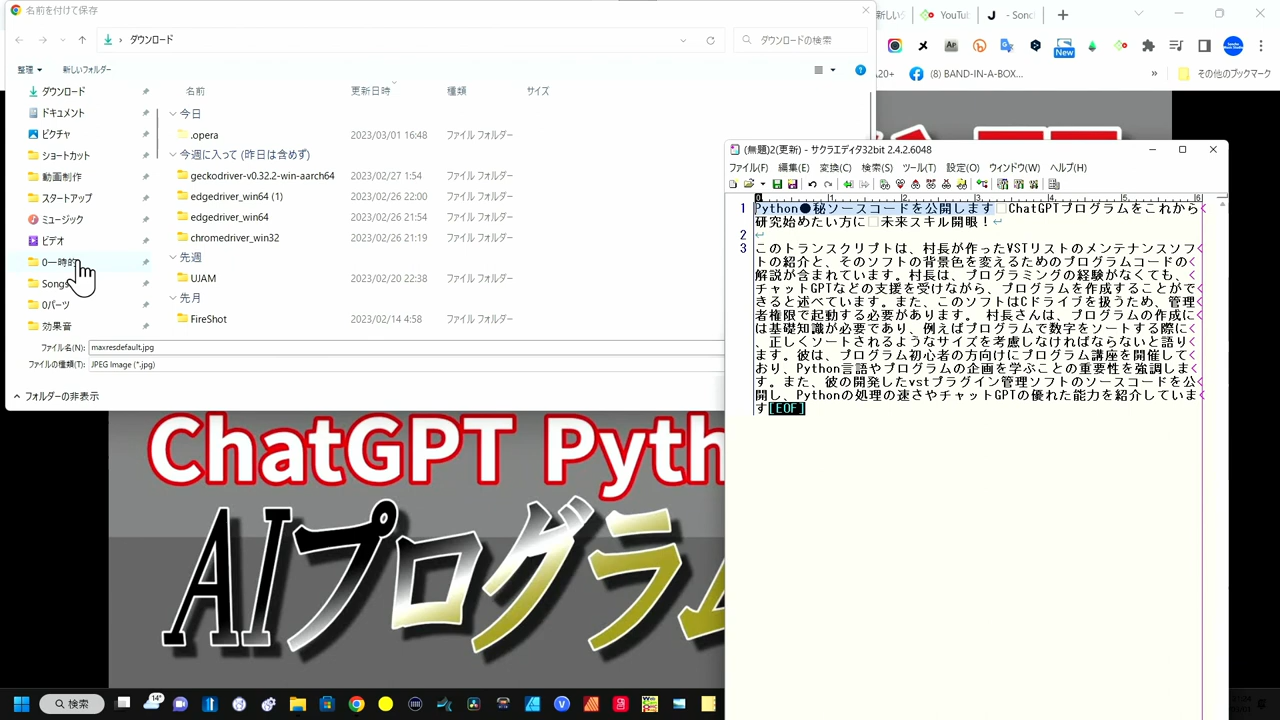 名前を付けて保存
ダウンロード
ダウンロードの検索
整理
新しいフォルダー
ダウンロード
ドキュメント
ピクチャ
ショートカット
動画制作
スタートアップ
ミュージック
ビデオ
0一時的
Songs
0パーツ
効果音
名前 更新日時 種類 サイズ
今日
.opera 2023/03/01 16:48 ファイル フォルダー
今週に入って (昨日は含めず)
geckodriver-v0.32.2-win-aarch64 2023/02/27 1:54 ファイル フォルダー
edgedriver_win64 (1) 2023/02/26 22:00 ファイル フォルダー
edgedriver_win64 2023/02/26 21:54 ファイル フォルダー
chromedriver_win32 2023/02/26 21:19 ファイル フォルダー
先週
UJAM 2023/02/20 22:38 ファイル フォルダー
先月
FireShot 2023/02/14 4:58 ファイル フォルダー
ファイル名(N): maxresdefault.jpg
ファイルの種類(T): JPEG Image (*.jpg)
フォルダーの非表示
YouTu
- Sonc
New
(8) BAND-IN-A-BOX...
»
その他のブックマーク
(無題)2(更新) - サクラエディタ32bit 2.4.2.6048
ファイル(F) 編集(E) 変換(C) 検索(S) ツール(T) 設定(O) ウィンドウ(W) ヘルプ(H)
0 1 2 3 4 5 6
1 Python●秘ソースコードを公開します□ChatGPTプログラムをこれから
研究始めたい方に□未来スキル開眼！
2
3 このトランスクリプトは、村長が作ったVSTリストのメンテナンスソフ
トの紹介と、そのソフトの背景色を変えるためのプログラムコードの
解説が含まれています。村長は、プログラミングの経験がなくても、
チャットGPTなどの支援を受けながら、プログラムを作成することがで
きると述べています。また、このソフトはCドライブを扱うため、管理
者権限で起動する必要があります。 村長さんは、プログラムの作成に
は基礎知識が必要であり、例えばプログラムで数字をソートする際に
、正しくソートされるようなサイズを考慮しなければならないと語り
ます。彼は、プログラム初心者の方向けにプログラム講座を開催して
おり、Python言語やプログラムの企画を学ぶことの重要性を強調しま
す。また、彼の開発したvstプラグイン管理ソフトのソースコードを公
開し、Pythonの処理の速さやチャットGPTの優れた能力を紹介していま
す[EOF]
ChatGPT Pyth
AIプログラム
14°
検索